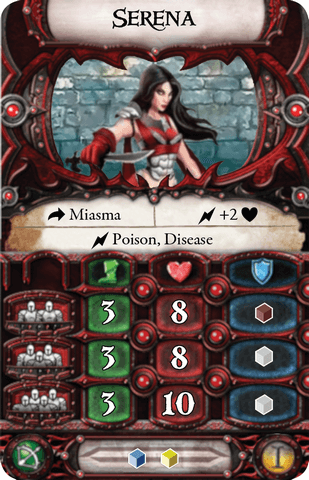 SERENA
Miasma
+2
Poison, Disease
3 8
3 8
3 10
I